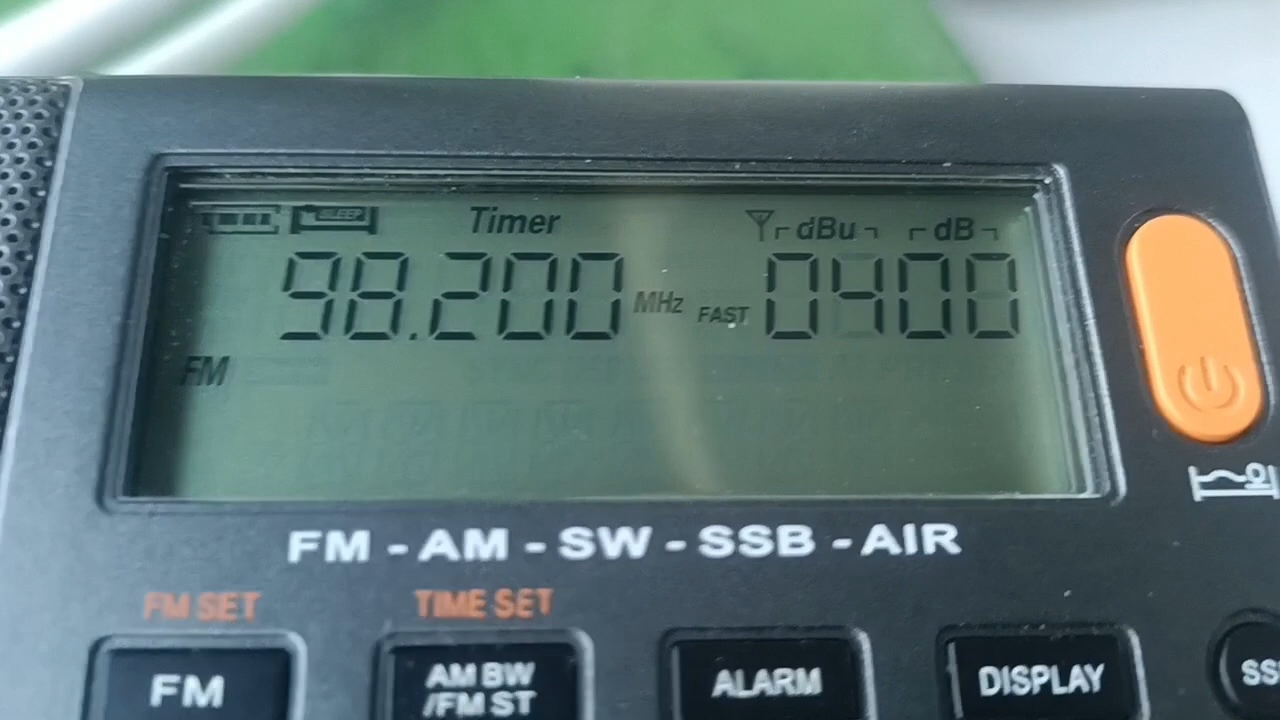 SLEEP Timer dBu dB
98.200 MHz FAST 0400
FM
FM - AM - SW - SSB - AIR
FM SET TIME SET
FM AM BW /FM ST ALARM DISPLAY